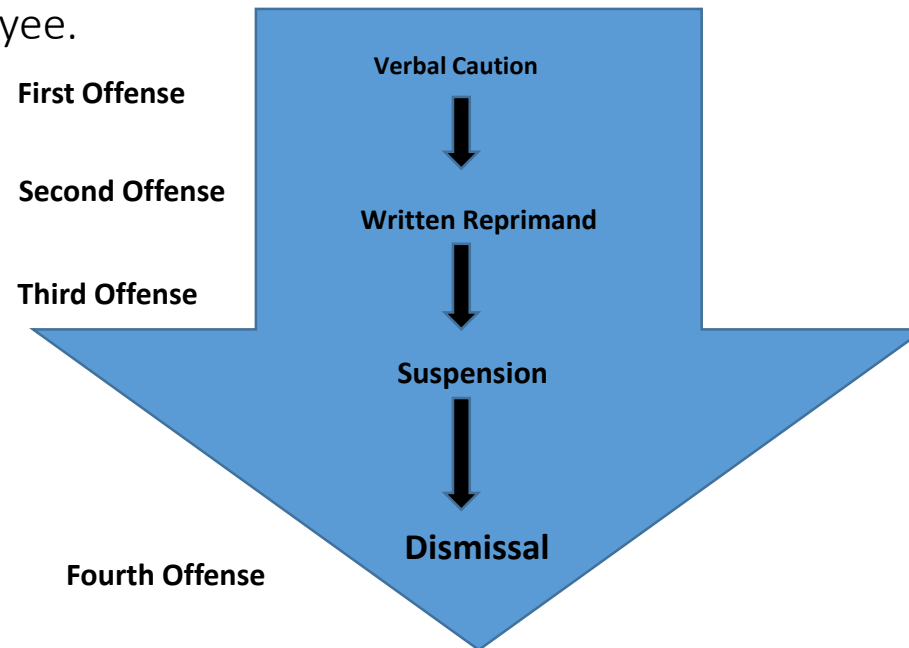 yee.
Verbal Caution
First Offense
Second Offense
Written Reprimand
Third Offense
Suspension
Dismissal
Fourth Offense